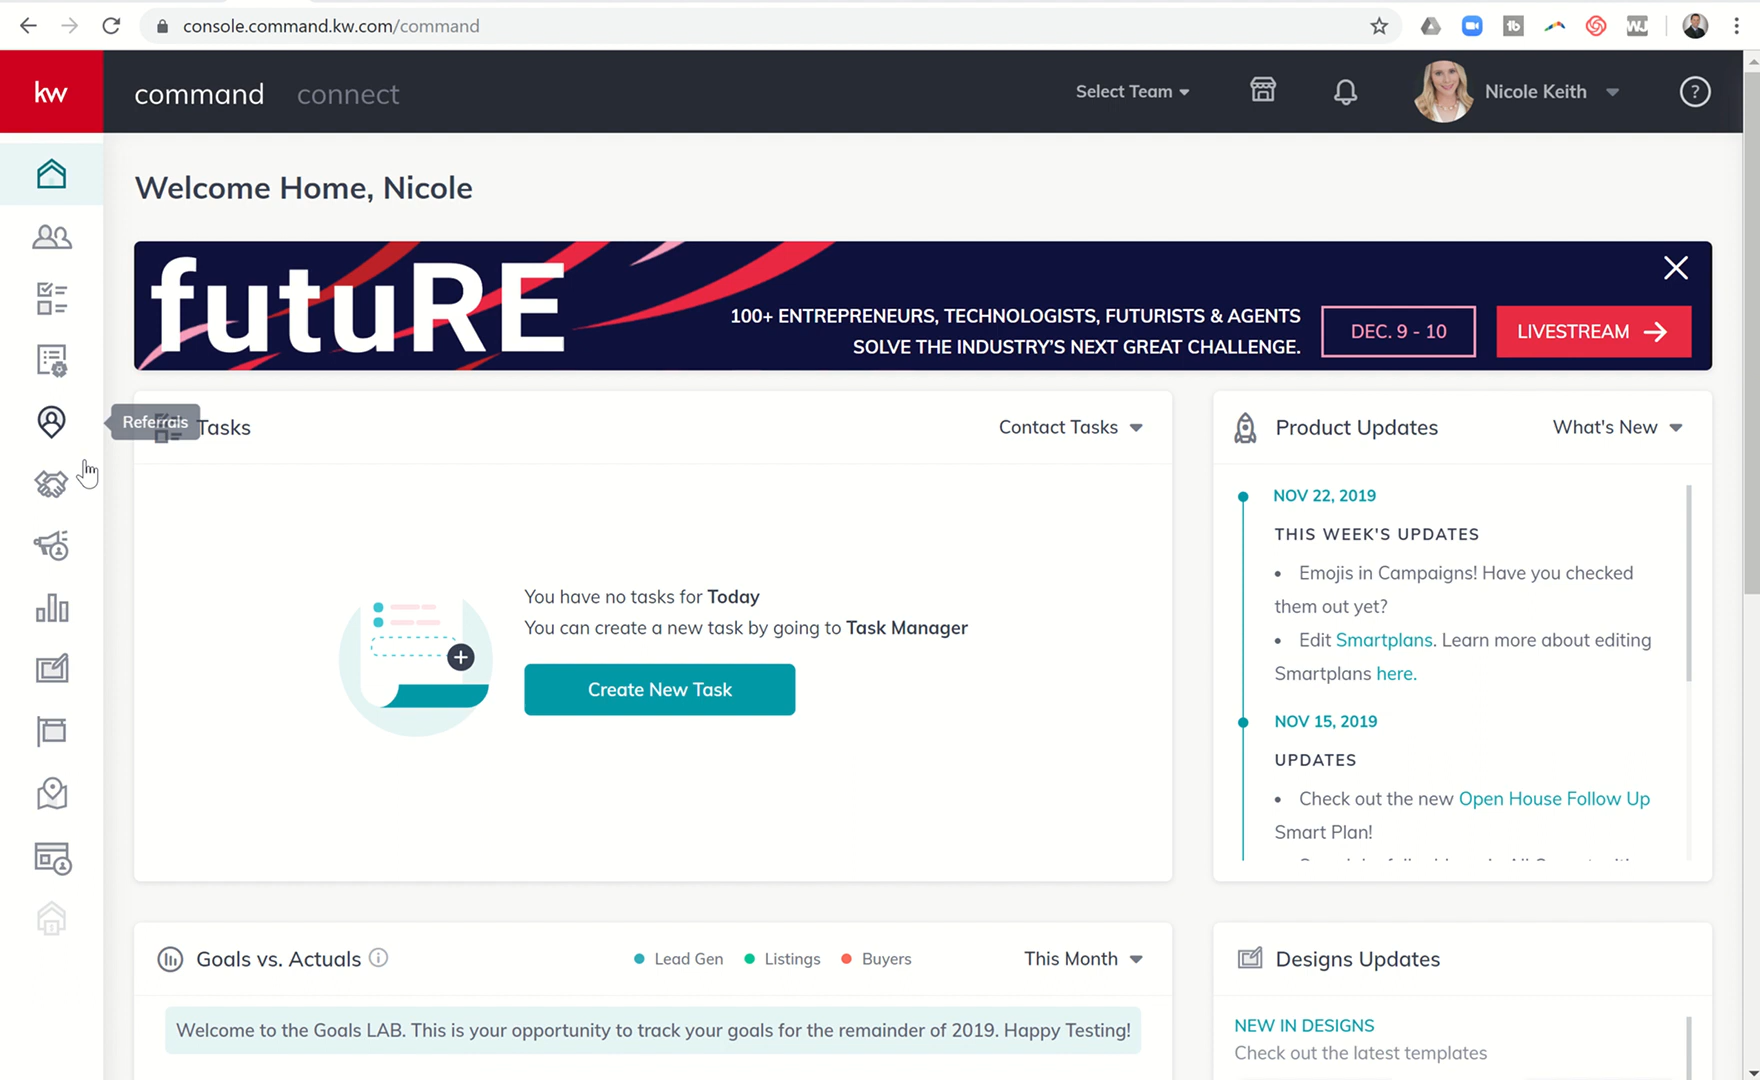 console.command.kw.com/command
kw
command connect
Select Team
Nicole Keith
?
Welcome Home, Nicole
futuRE
100+ ENTREPRENEURS, TECHNOLOGISTS, FUTURISTS & AGENTS
SOLVE THE INDUSTRY'S NEXT GREAT CHALLENGE.
DEC. 9 - 10
LIVESTREAM
Referrals
Tasks
Contact Tasks
You have no tasks for Today
You can create a new task by going to Task Manager
Create New Task
Product Updates
What's New
NOV 22, 2019
THIS WEEK'S UPDATES
• Emojis in Campaigns! Have you checked
them out yet?
• Edit Smartplans. Learn more about editing
Smartplans here.
NOV 15, 2019
UPDATES
• Check out the new Open House Follow Up
Smart Plan!
Goals vs. Actuals
Lead Gen
Listings
Buyers
This Month
Welcome to the Goals LAB. This is your opportunity to track your goals for the remainder of 2019. Happy Testing!
Designs Updates
NEW IN DESIGNS
Check out the latest templates